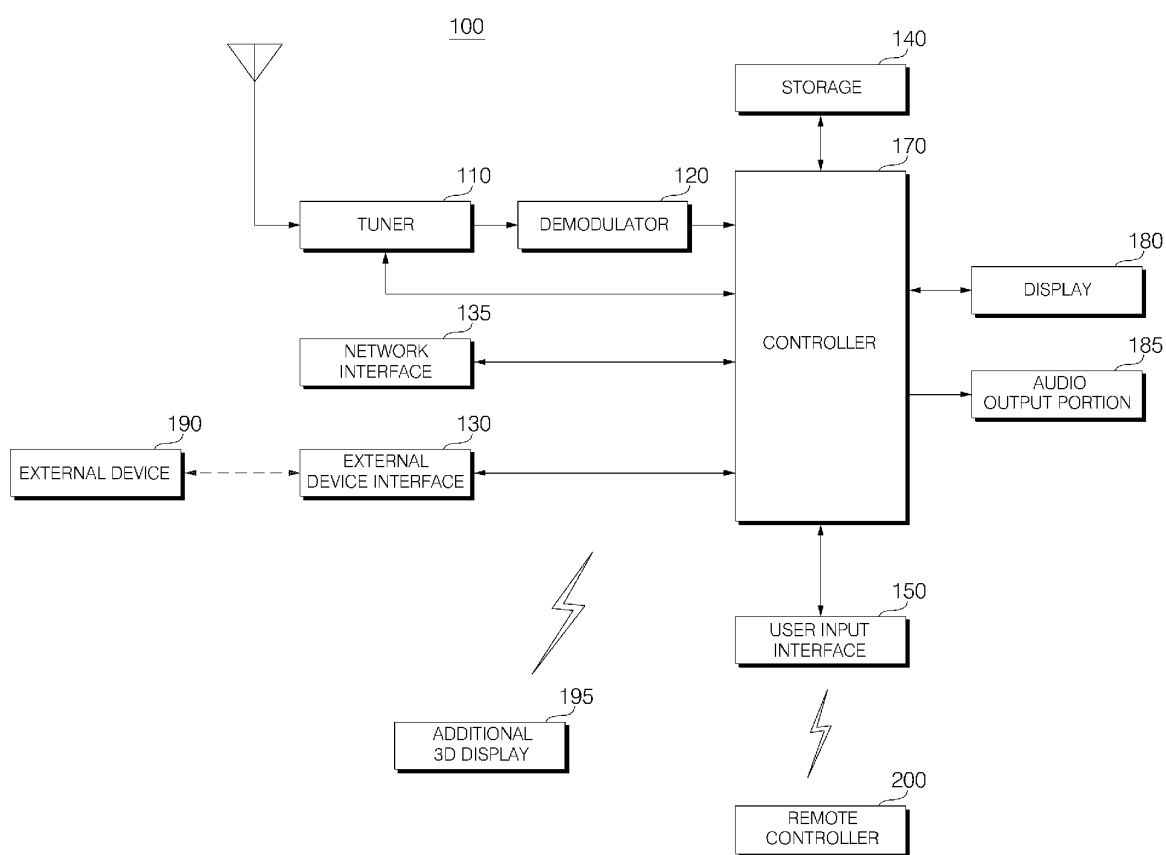 100
140
STORAGE
170
110
TUNER
120
DEMODULATOR
180
DISPLAY
135
NETWORK
INTERFACE
CONTROLLER
185
AUDIO
OUTPUT PORTION
190
EXTERNAL DEVICE
130
EXTERNAL
DEVICE INTERFACE
150
USER INPUT
INTERFACE
195
ADDITIONAL
3D DISPLAY
200
REMOTE
CONTROLLER